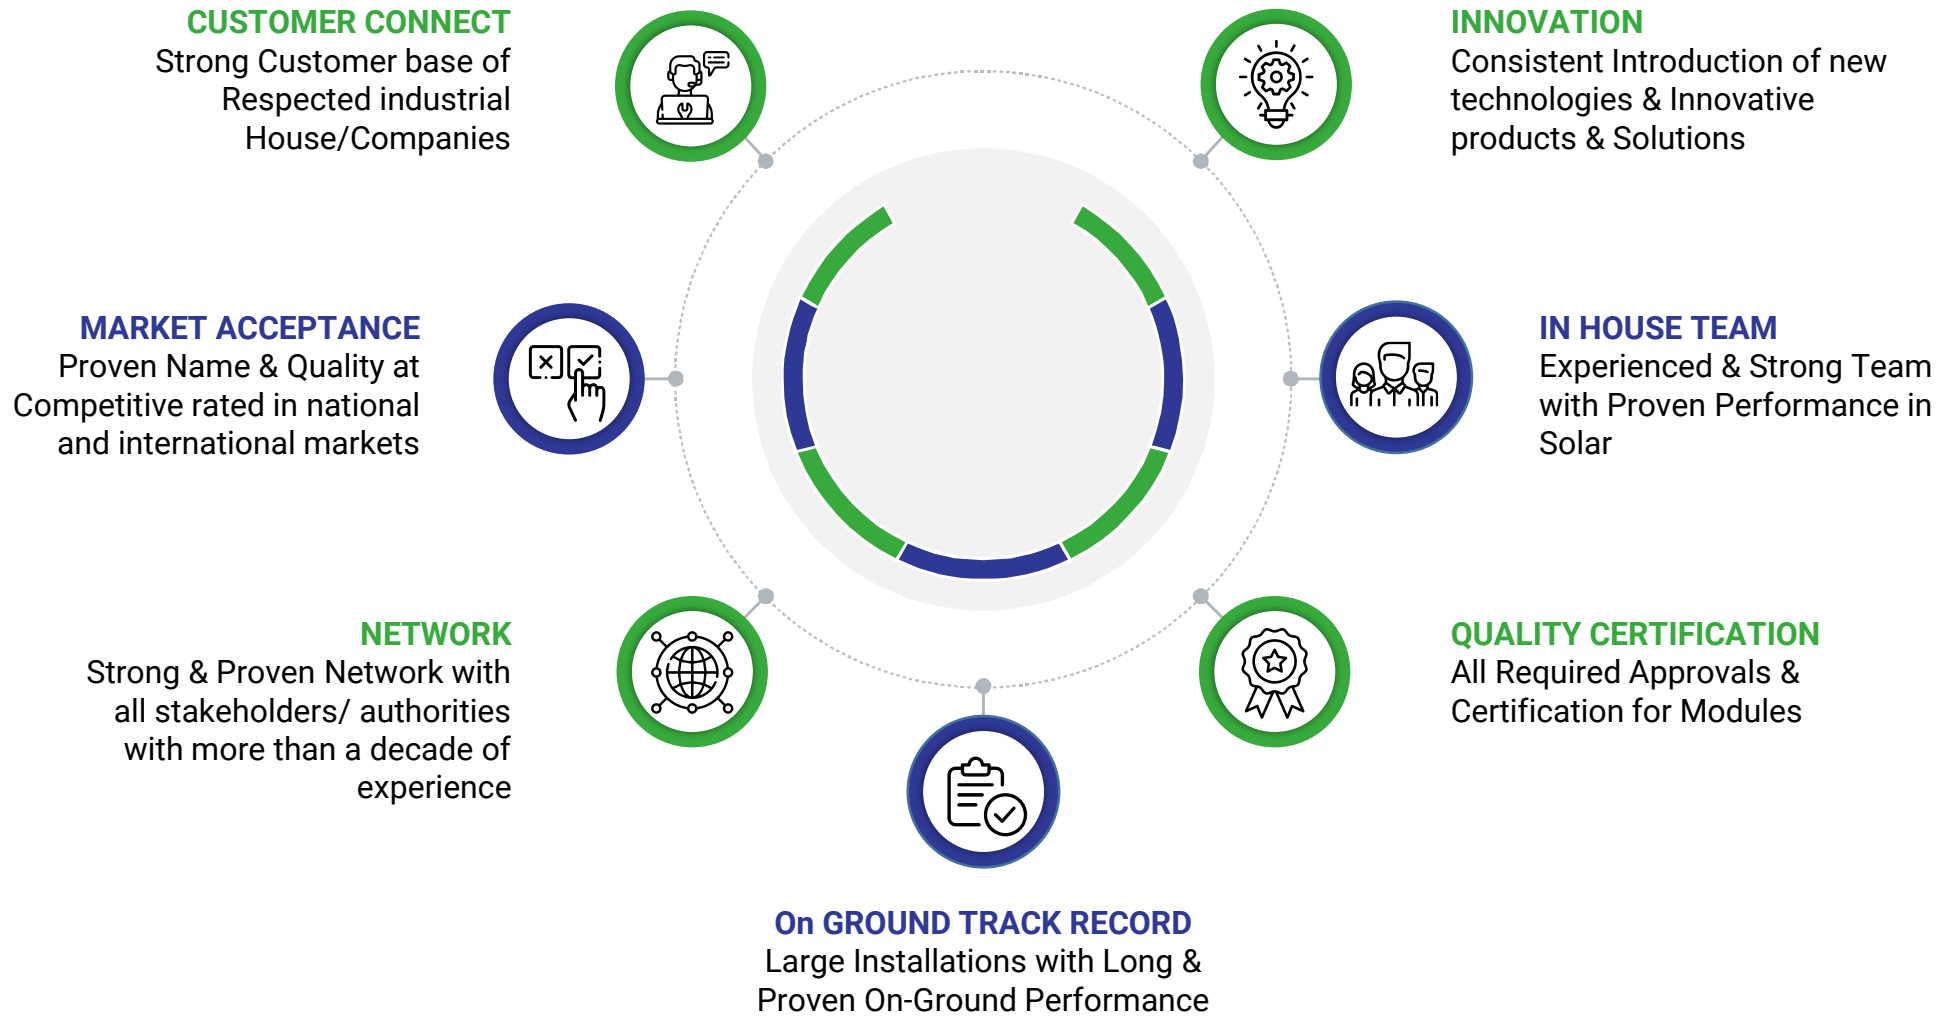 CUSTOMER CONNECT
Strong Customer base of
Respected industrial
House/Companies
INNOVATION
Consistent Introduction of new
technologies & Innovative
products & Solutions
MARKET ACCEPTANCE
Proven Name & Quality at
Competitive rated in national
and international markets
IN HOUSE TEAM
Experienced & Strong Team
with Proven Performance in
Solar
NETWORK
Strong & Proven Network with
all stakeholders/ authorities
with more than a decade of
experience
QUALITY CERTIFICATION
All Required Approvals &
Certification for Modules
On GROUND TRACK RECORD
Large Installations with Long &
Proven On-Ground Performance